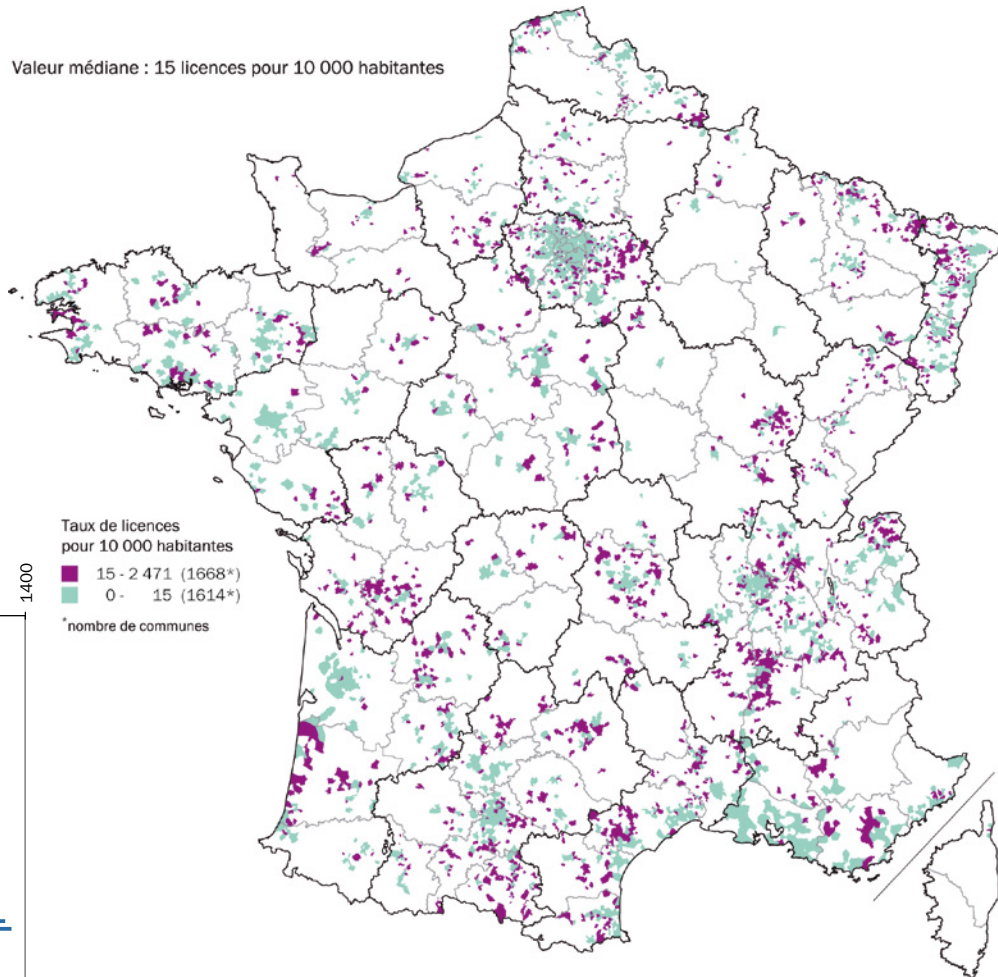 Valeur médiane : 15 licences pour 10 000 habitantes
Taux de licences
pour 10 000 habitantes
15 - 2 471 (1668*)
0 - 15 (1614*)
*nombre de communes
1400